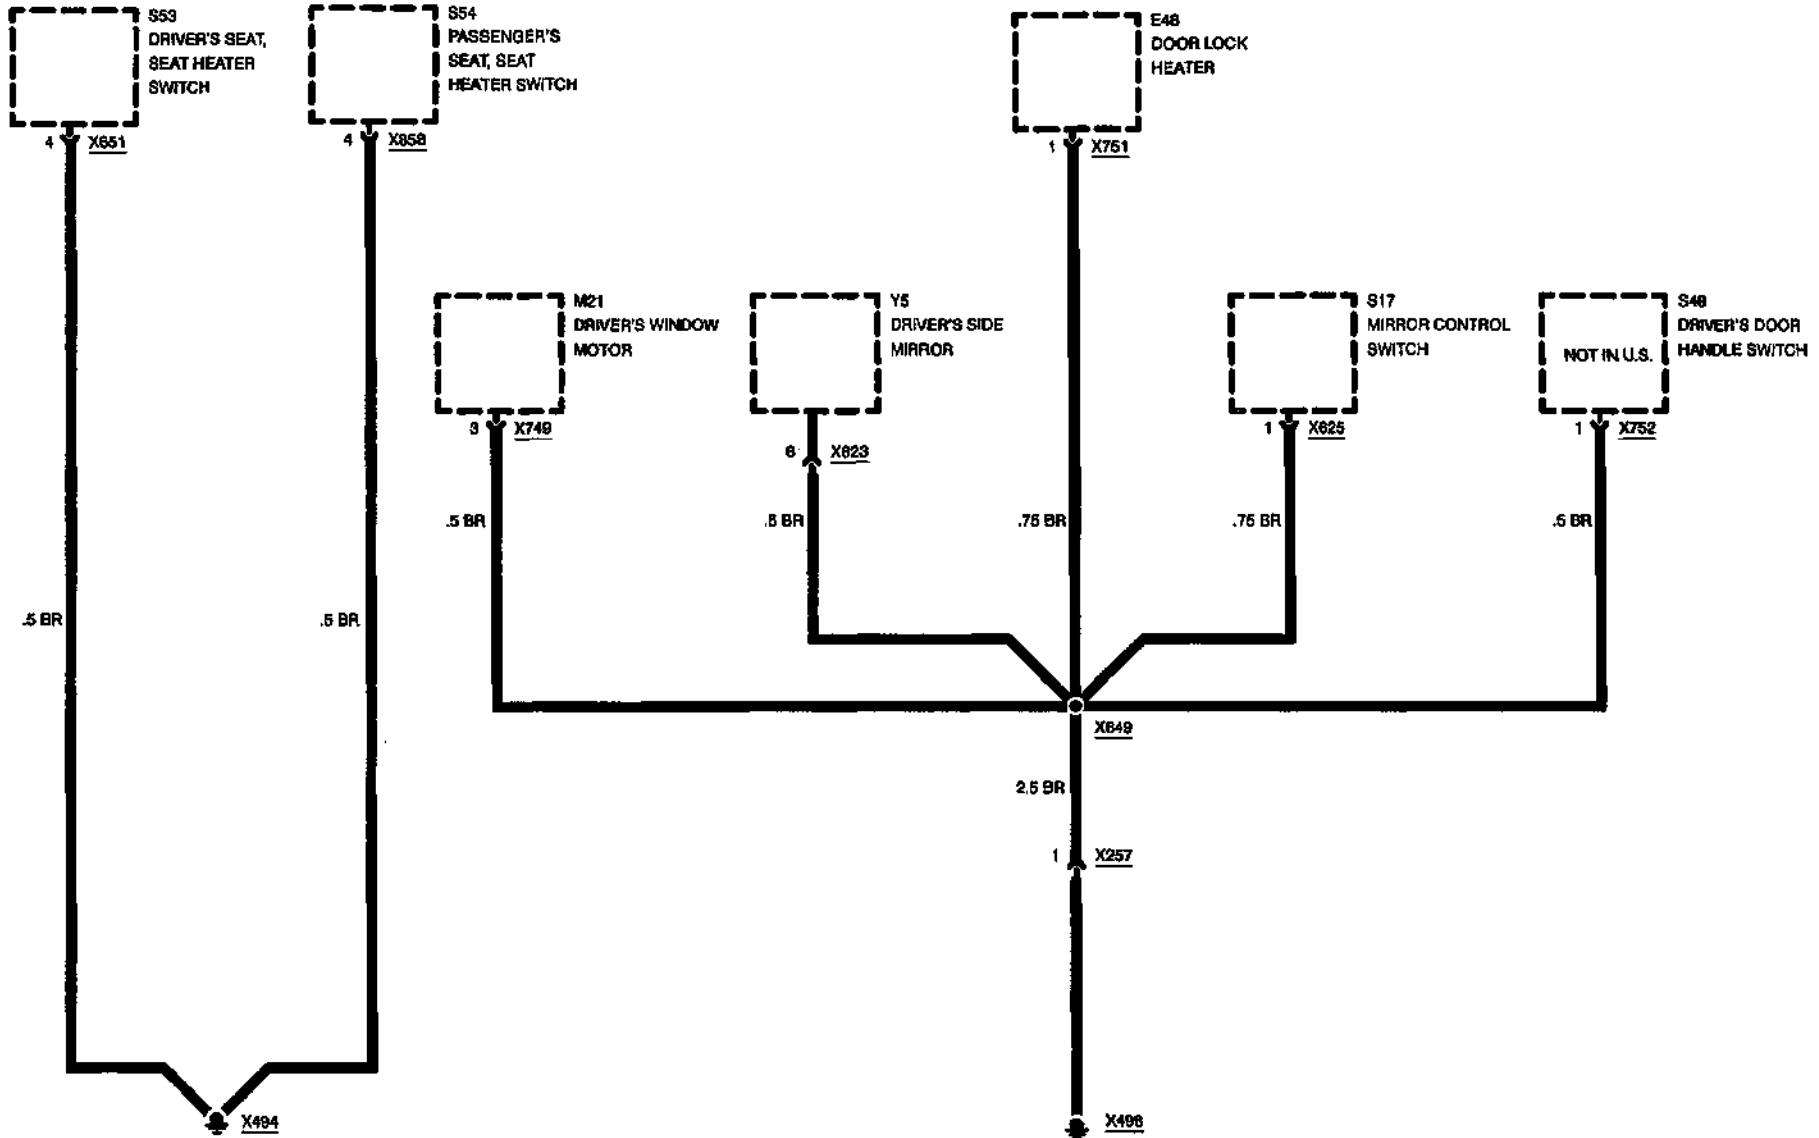 S53
DRIVER'S SEAT,
SEAT HEATER
SWITCH
4 X651
S54
PASSENGER'S
SEAT, SEAT
HEATER SWITCH
4 X658
E48
DOOR LOCK
HEATER
1 X751
M21
DRIVER'S WINDOW
MOTOR
3 X749
Y5
DRIVER'S SIDE
MIRROR
6 X623
S17
MIRROR CONTROL
SWITCH
1 X625
S48
DRIVER'S DOOR
HANDLE SWITCH
NOT IN U.S.
1 X752
.5 BR
.5 BR
.75 BR
.75 BR
.5 BR
.5 BR
.5 BR
X649
2.5 BR
1 X257
X494
X496